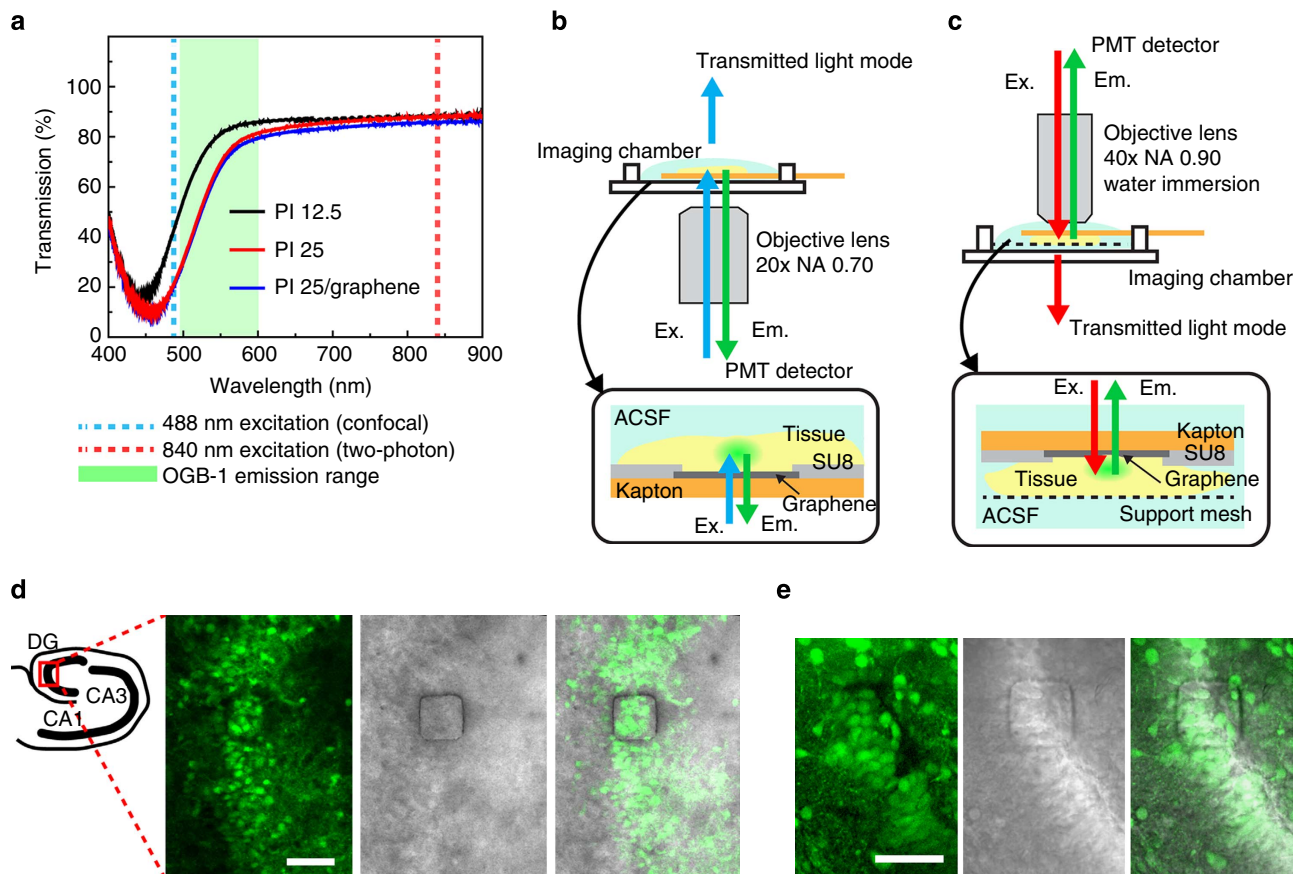 a
Transmission (%)
100
80
60
40
20
0
400
500
600
700
800
900
Wavelength (nm)
PI 12.5
PI 25
PI 25/graphene
488 nm excitation (confocal)
840 nm excitation (two-photon)
OGB-1 emission range
b
Transmitted light mode
Imaging chamber
Objective lens
20x NA 0.70
Ex.
Em.
PMT detector
ACSF
Tissue
SU8
Kapton
Graphene
Ex.
Em.
c
PMT detector
Ex.
Em.
Objective lens
40x NA 0.90
water immersion
Imaging chamber
Transmitted light mode
Ex.
Em.
Kapton
SU8
Graphene
Tissue
ACSF
Support mesh
d
DG
CA3
CA1
e